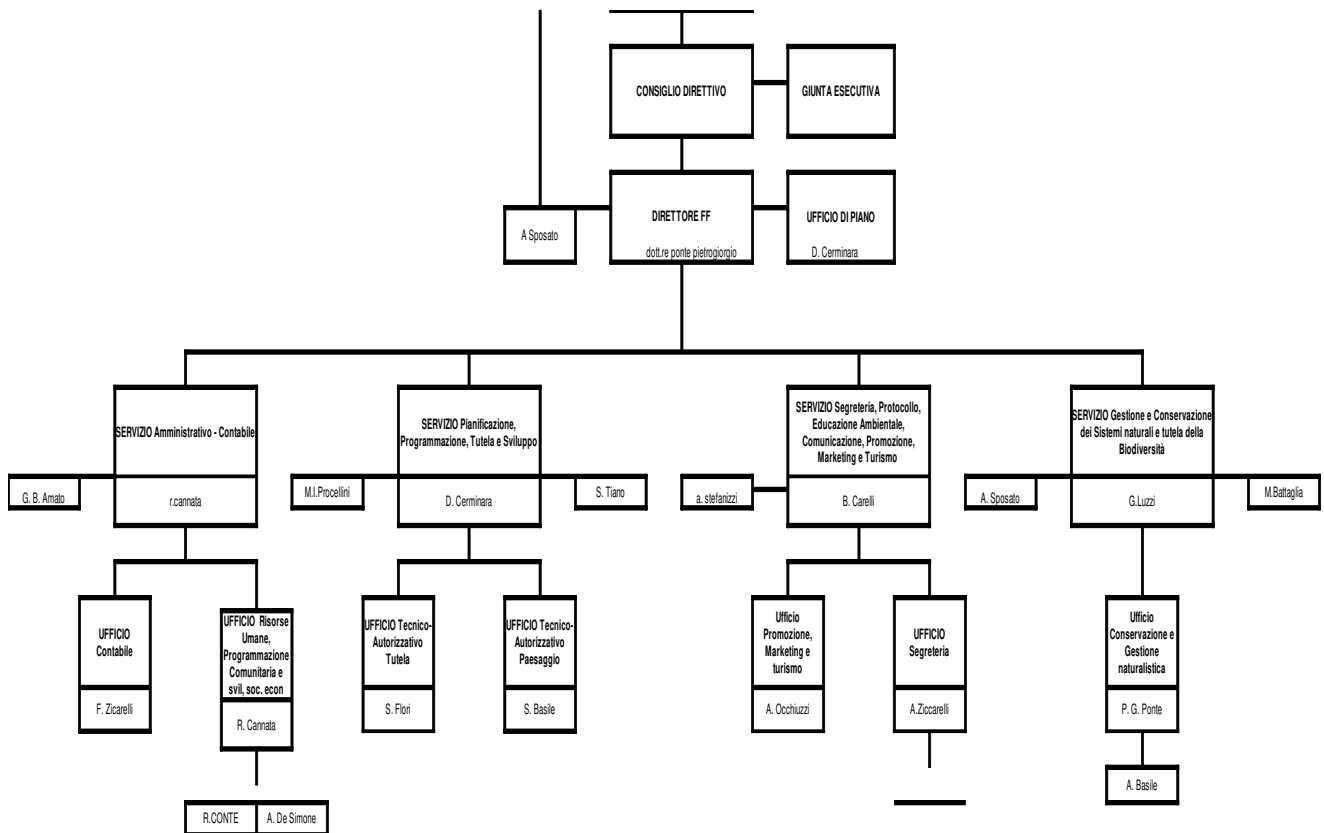 CONSIGLIO DIRETTIVO
GIUNTA ESECUTIVA
DIRETTORE FF
dott.re ponte pietrogiorgio
UFFICIO DI PIANO
D. Cerminara
A Sposato
SERVIZIO Amministrativo - Contabile
r.cannata
G. B. Amato
SERVIZIO Pianificazione,
Programmazione, Tutela e Sviluppo
D. Cerminara
M.I.Procellini
S. Tiano
SERVIZIO Segreteria, Protocollo,
Educazione Ambientale,
Comunicazione, Promozione,
Marketing e Turismo
B. Carelli
a. stefanizzi
SERVIZIO Gestione e Conservazione
dei Sistemi naturali e tutela della
Biodiversità
G.Luzzi
A. Sposato
M.Battaglia
UFFICIO
Contabile
F. Zicarelli
UFFICIO Risorse
Umane,
Programmazione
Comunitaria e
svil, soc. econ
R. Cannata
R.CONTE
A. De Simone
UFFICIO Tecnico-
Autorizzativo
Tutela
S. Flori
UFFICIO Tecnico-
Autorizzativo
Paesaggio
S. Basile
Ufficio
Promozione,
Marketing e
turismo
A. Occhiuzzi
UFFICIO
Segreteria
A.Ziccarelli
Ufficio
Conservazione e
Gestione
naturalistica
P. G. Ponte
A. Basile